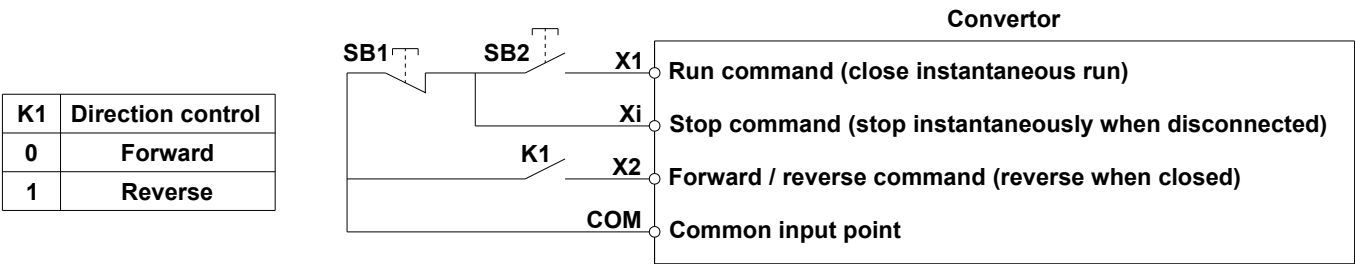 Convertor
SB1
SB2
X1
Run command (close instantaneous run)
Xi
Stop command (stop instantaneously when disconnected)
K1
X2
Forward / reverse command (reverse when closed)
COM
Common input point
K1 Direction control
0 Forward
1 Reverse